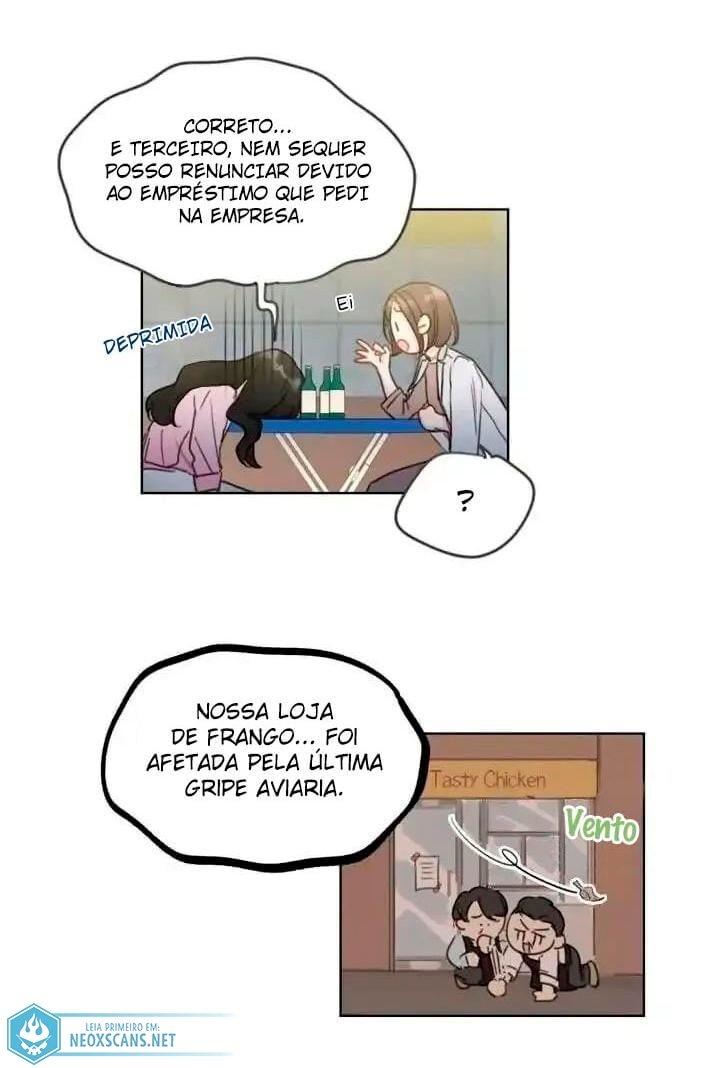 CORRETO...
E TERCEIRO, NEM SEQUER
POSSO RENUNCIAR DEVIDO
AO EMPRÉSTIMO QUE PEDI
NA EMPRESA.
Ei
DEPRIMIDA
?
NOSSA LOJA
DE FRANGO... FOI
AFETADA PELA ÚLTIMA
GRIPE AVIARIA.
Tasty Chicken
Vento
LEIA PRIMEIRO EM:
NEOXSCANS.NET